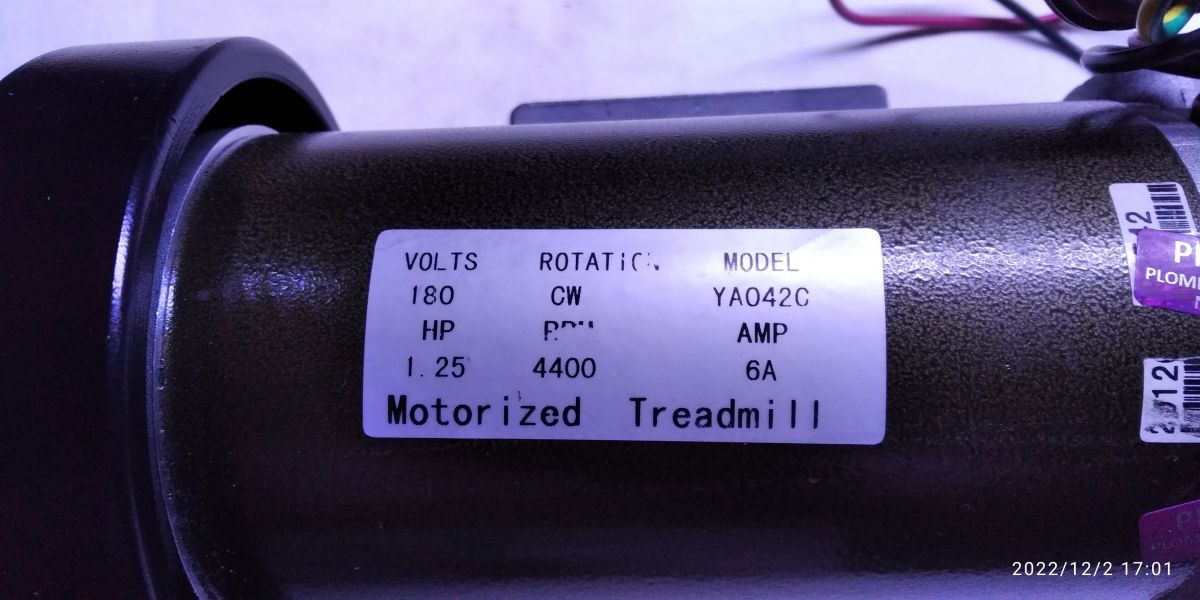 VOLTS ROTATION MODEL
180 CW YA042C
HP RPM AMP
1.25 4400 6A
Motorized Treadmill
2022/12/2 17:01